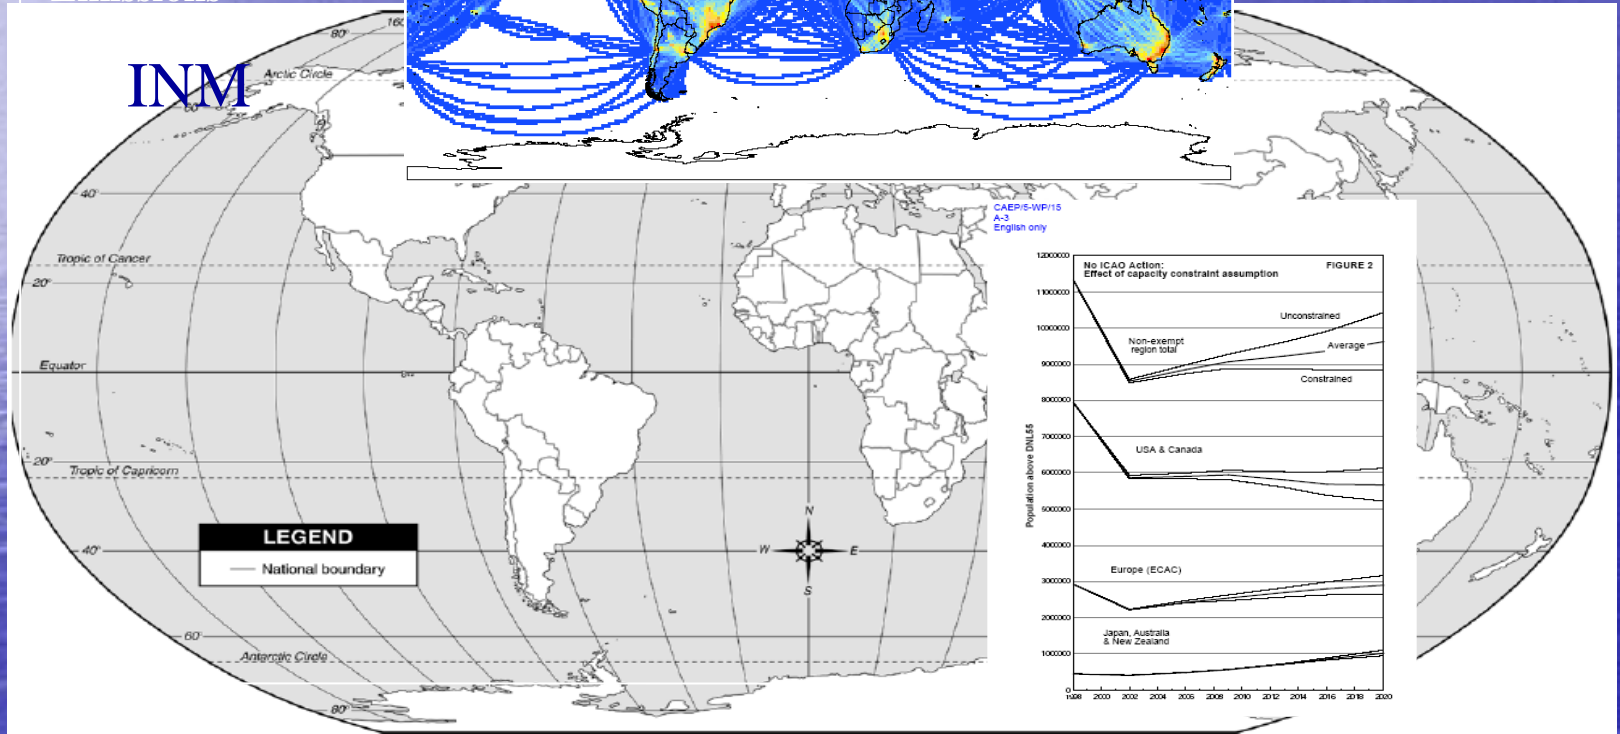 INM
160
80°
Arctic Circle
60
40°
Tropic of Cancer
20°
Equator
0°
20°
Tropic of Capricorn
LEGEND
National boundary
40°
N
W
E
S
60°
Antarctic Circle
80°
CAEP/5-WP/15
A-3
English only
No ICAO Action:
Effect of capacity constraint assumption
FIGURE 2
Population above DNL55
12000000
11000000
10000000
9000000
8000000
7000000
6000000
5000000
4000000
3000000
2000000
1000000
0
Unconstrained
Non-exempt
region total
Average
Constrained
USA & Canada
Europe (ECAC)
Japan, Australia
& New Zealand
1998 2000 2002 2004 2006 2008 2010 2012 2014 2016 2018 2020